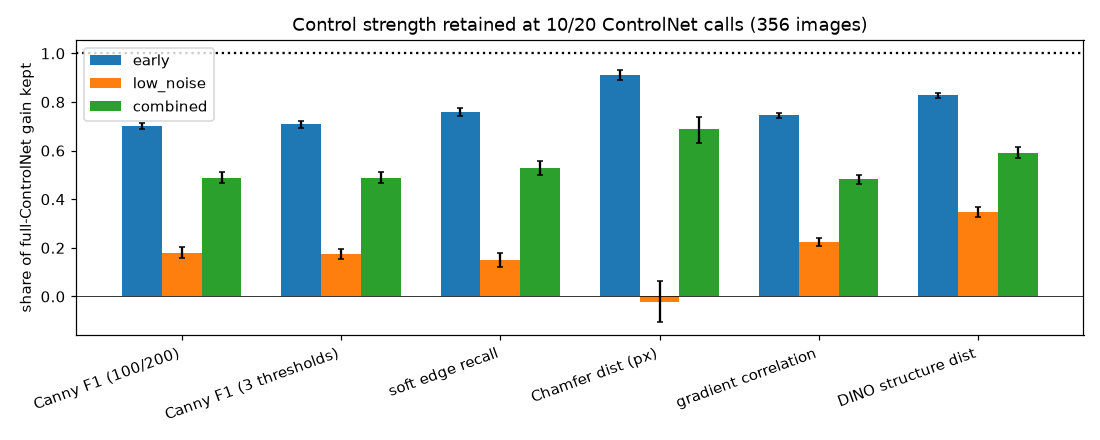 Control strength retained at 10/20 ControlNet calls (356 images)
share of full-ControlNet gain kept
1.0
0.8
0.6
0.4
0.2
0.0
early
low_noise
combined
Canny F1 (100/200)
Canny F1 (3 thresholds)
soft edge recall
Chamfer dist (px)
gradient correlation
DINO structure dist